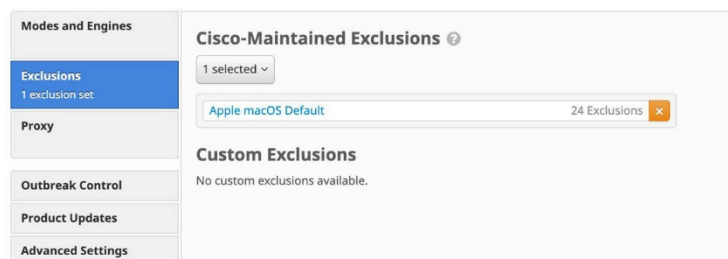 Modes and Engines
Exclusions
1 exclusion set
Proxy
Outbreak Control
Product Updates
Advanced Settings
Cisco-Maintained Exclusions ?
1 selected
Apple macOS Default 24 Exclusions ×
Custom Exclusions
No custom exclusions available.